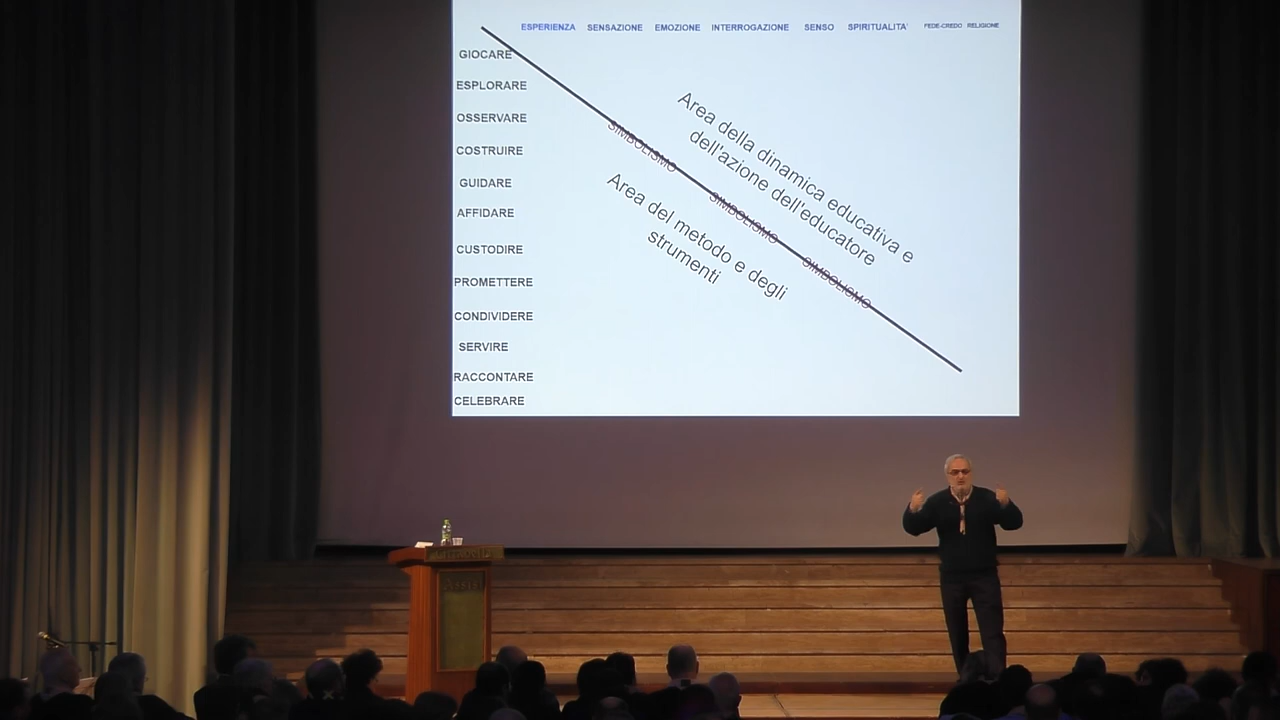 ESPERIENZA SENSAZIONE EMOZIONE INTERROGAZIONE SENSO SPIRITUALITA' FEDE-CREDO RELIGIONE
GIOCARE
ESPLORARE
OSSERVARE
COSTRUIRE
GUIDARE
AFFIDARE
CUSTODIRE
PROMETTERE
CONDIVIDERE
SERVIRE
RACCONTARE
CELEBRARE
Area della dinamica educativa e
dell'azione dell'educatore
SIMBOLISMO
SIMBOLISMO
SIMBOLISMO
Area del metodo e degli
strumenti
Assisi